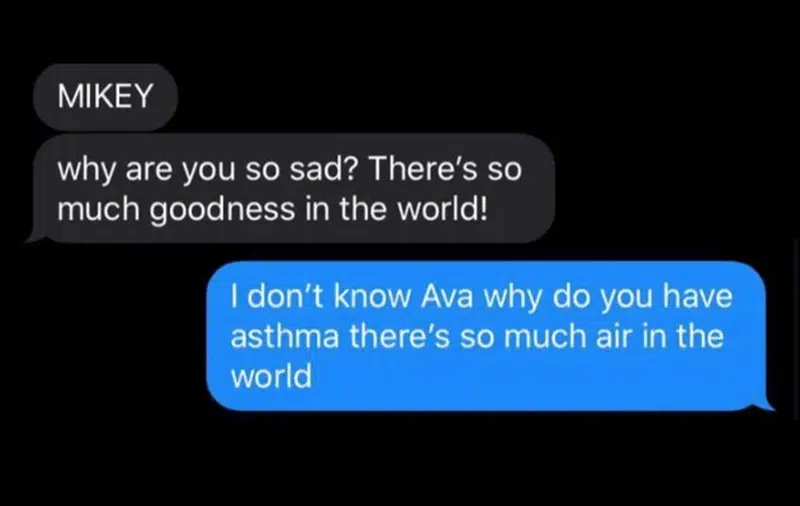 MIKEY
why are you so sad? There’s so
much goodness in the world!
I don’t know Ava why do you have
asthma there’s so much air in the
world